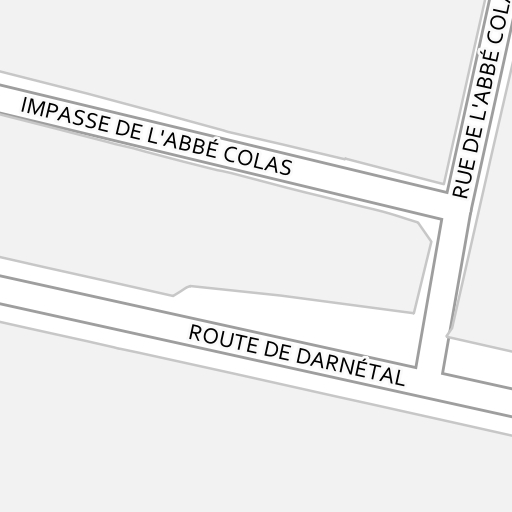 RUE DE L'ABBÉ COLA
IMPASSE DE L'ABBÉ COLAS
ROUTE DE DARNÉTAL